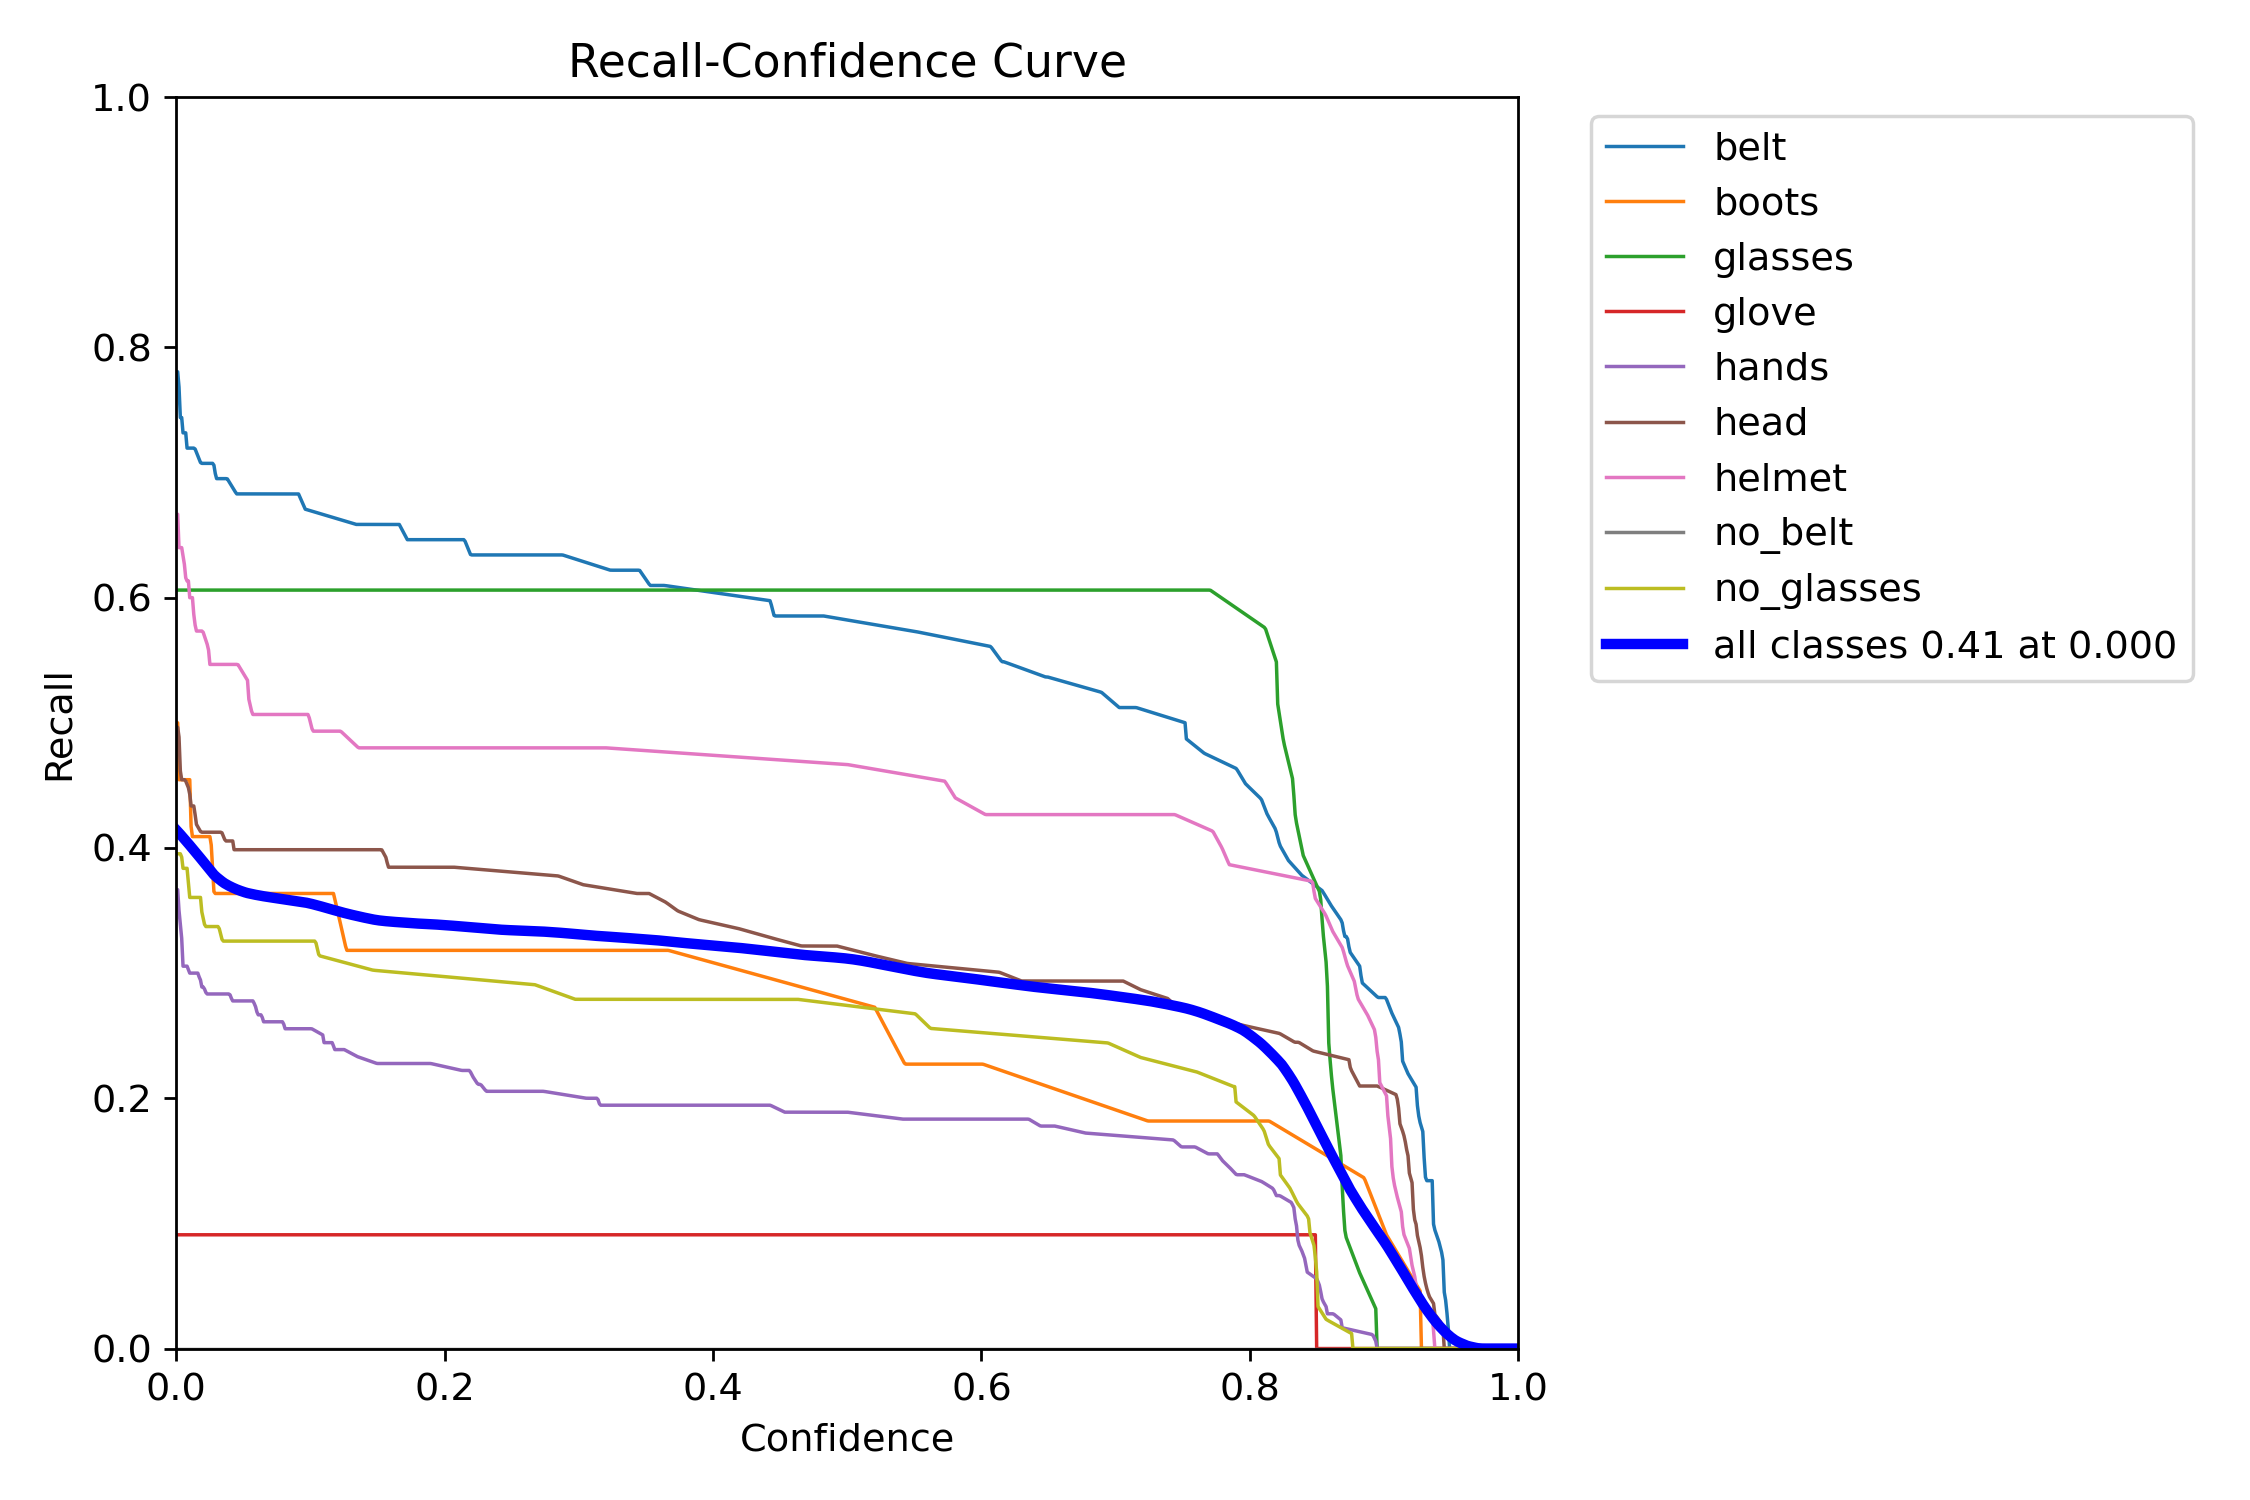 Recall-Confidence Curve
1.0
0.8
0.6
0.4
0.2
0.0
Recall
0.0 0.2 0.4 0.6 0.8 1.0
Confidence
belt
boots
glasses
glove
hands
head
helmet
no_belt
no_glasses
all classes 0.41 at 0.000